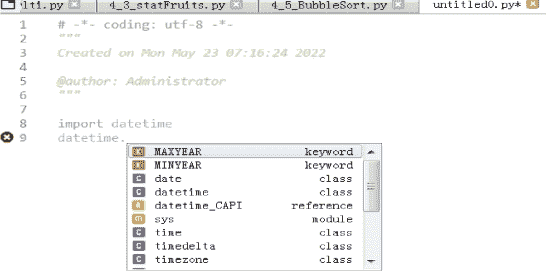 lt1.py 4_3_statFruits.py 4_5_BubbleSort.py untitled0.py*
1 # -*- coding: utf-8 -*-
2 """
3 Created on Mon May 23 07:16:24 2022
4
5 @author: Administrator
6 """
7
8 import datetime
9 datetime.
MAXYEAR keyword
MINYEAR keyword
date class
datetime class
datetime_CAPI reference
sys module
time class
timedelta class
timezone class